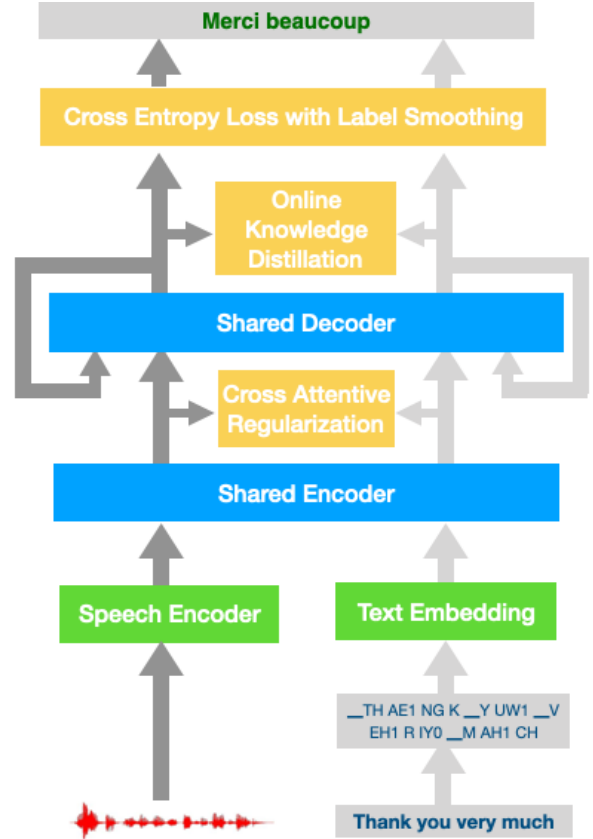 Merci beaucoup
Cross Entropy Loss with Label Smoothing
Online
Knowledge
Distillation
Shared Decoder
Cross Attentive
Regularization
Shared Encoder
Speech Encoder
Text Embedding
__TH AE1 NG K __Y UW1 __V
EH1 R IY0 __M AH1 CH
Thank you very much